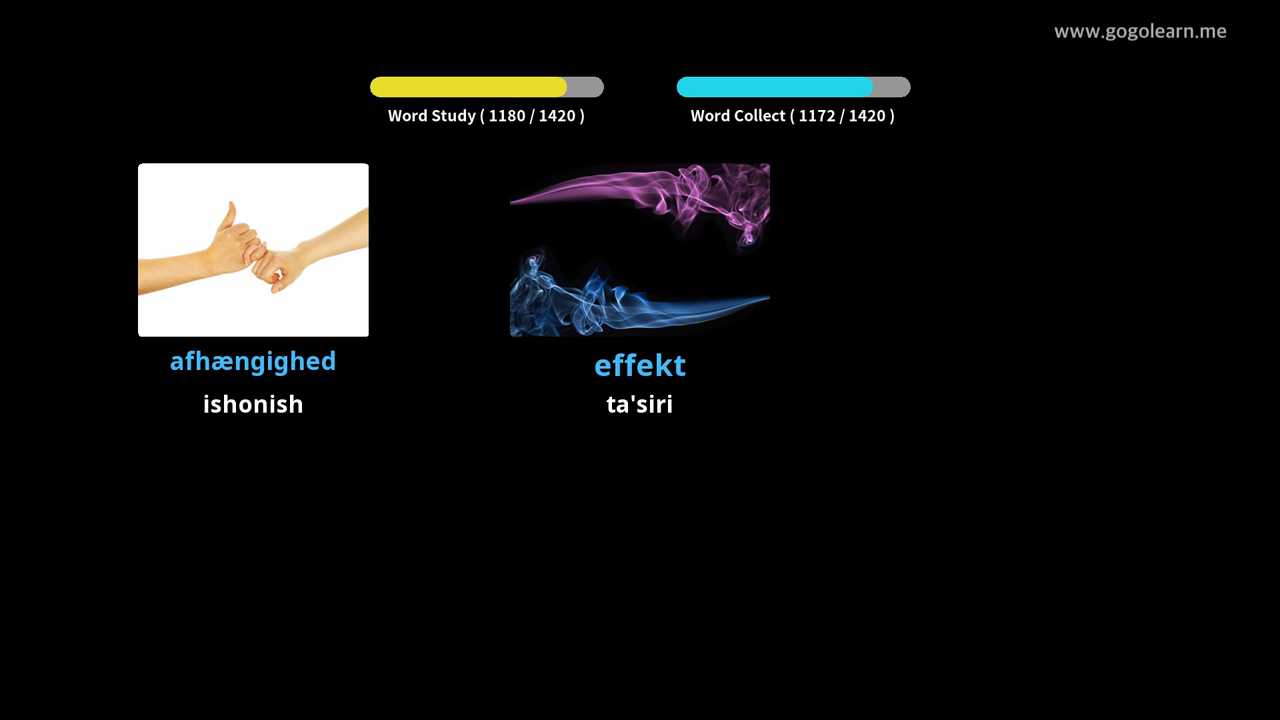 www.gogolearn.me
Word Study ( 1180 / 1420 )
Word Collect ( 1172 / 1420 )
afhængighed
ishonish
effekt
ta'siri